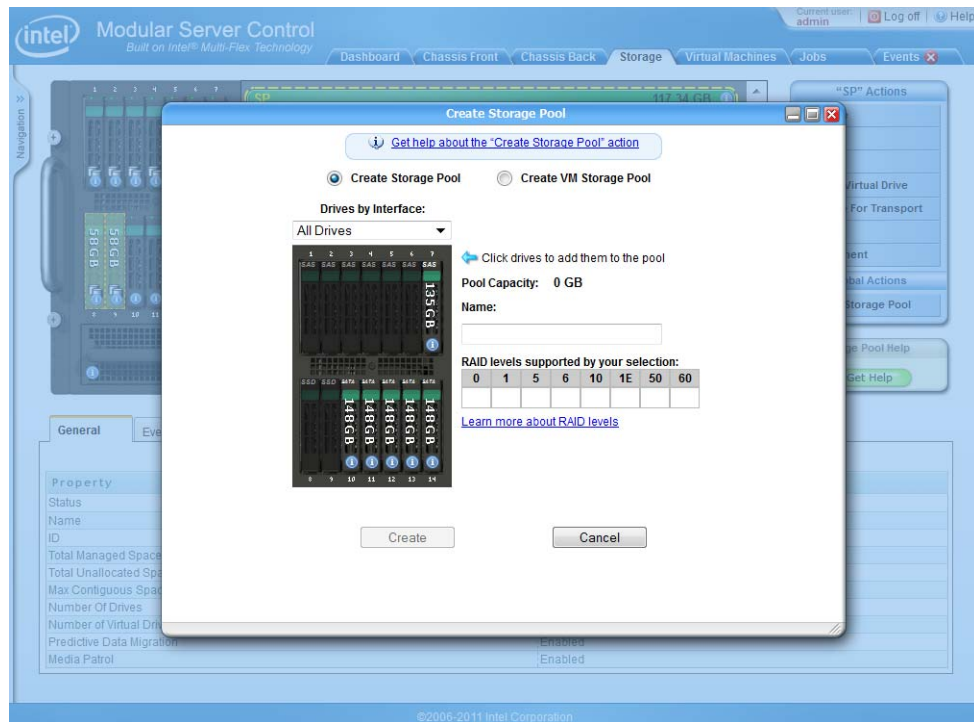 Current user:
admin
Log off
Help
intel
Modular Server Control
Built on Intel® Multi-Flex Technology
Dashboard
Chassis Front
Chassis Back
Storage
Virtual Machines
Jobs
Events
Navigation
1 2 3 4 5 6 7
SP
117.34 GB
58GB
58GB
8 9 10 11
"SP" Actions
Virtual Drive
For Transport
Storage Pool
Pool Help
Get Help
Create Storage Pool
Get help about the "Create Storage Pool" action
Create Storage Pool
Create VM Storage Pool
Drives by Interface:
All Drives
1 2 3 4 5 6 7
SAS SAS SAS SAS SAS SAS SAS
135GB
SSD SSD SATA SATA SATA SATA SATA
148GB 148GB 148GB 148GB 148GB
8 9 10 11 12 13 14
Click drives to add them to the pool
Pool Capacity: 0 GB
Name:
RAID levels supported by your selection:
0 1 5 6 10 1E 50 60
Learn more about RAID levels
Create
Cancel
General
Eve
Property
Status
Name
ID
Total Managed Space
Total Unallocated Spa
Max Contiguous Spac
Number Of Drives
Number of Virtual Driv
Predictive Data Migration
Enabled
Media Patrol
Enabled
©2006-2011 Intel Corporation